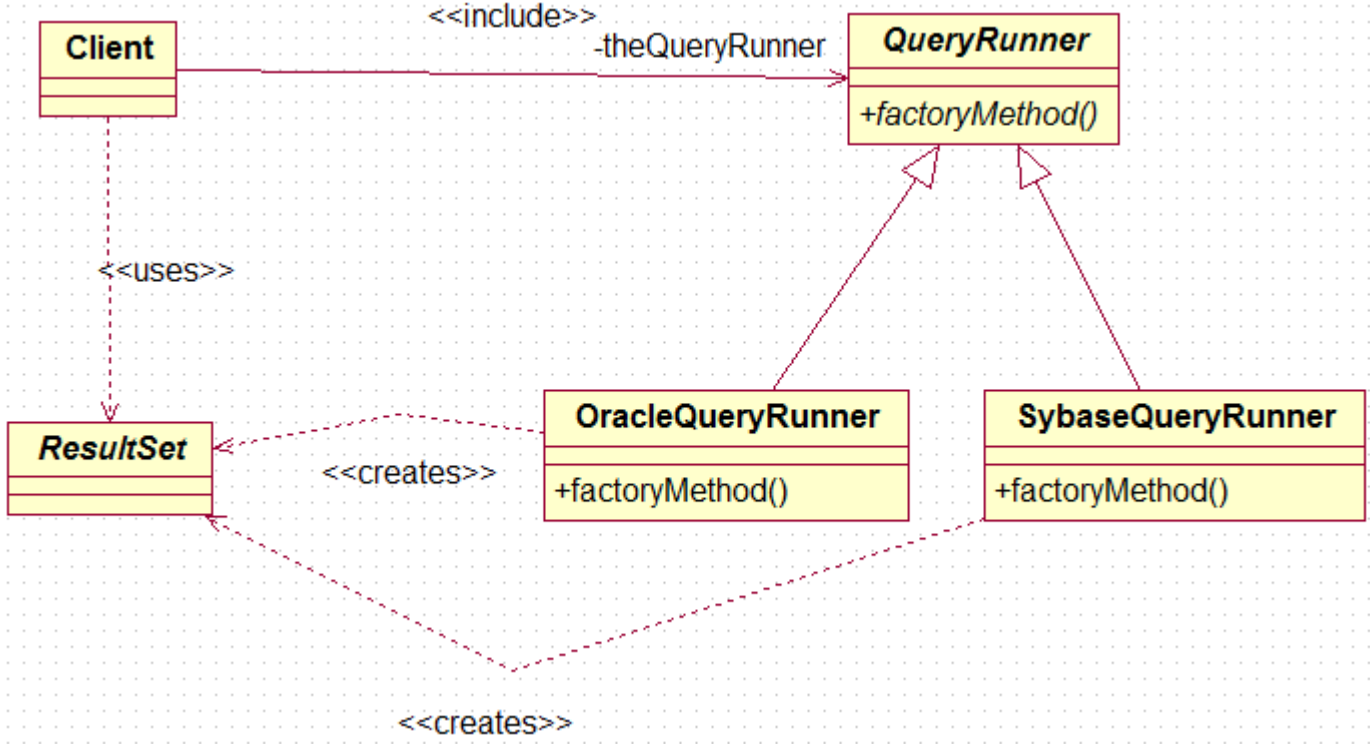 <<include>>
Client
-theQueryRunner
QueryRunner
+factoryMethod()
<<uses>>
ResultSet
<<creates>>
OracleQueryRunner
+factoryMethod()
SybaseQueryRunner
+factoryMethod()
<<creates>>